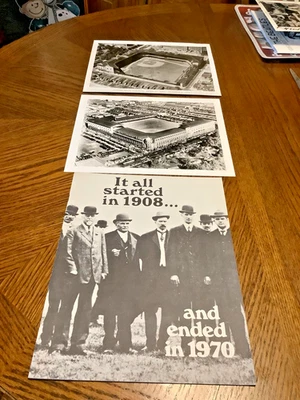 It all
started
in 1908...
and
ended
in 1970